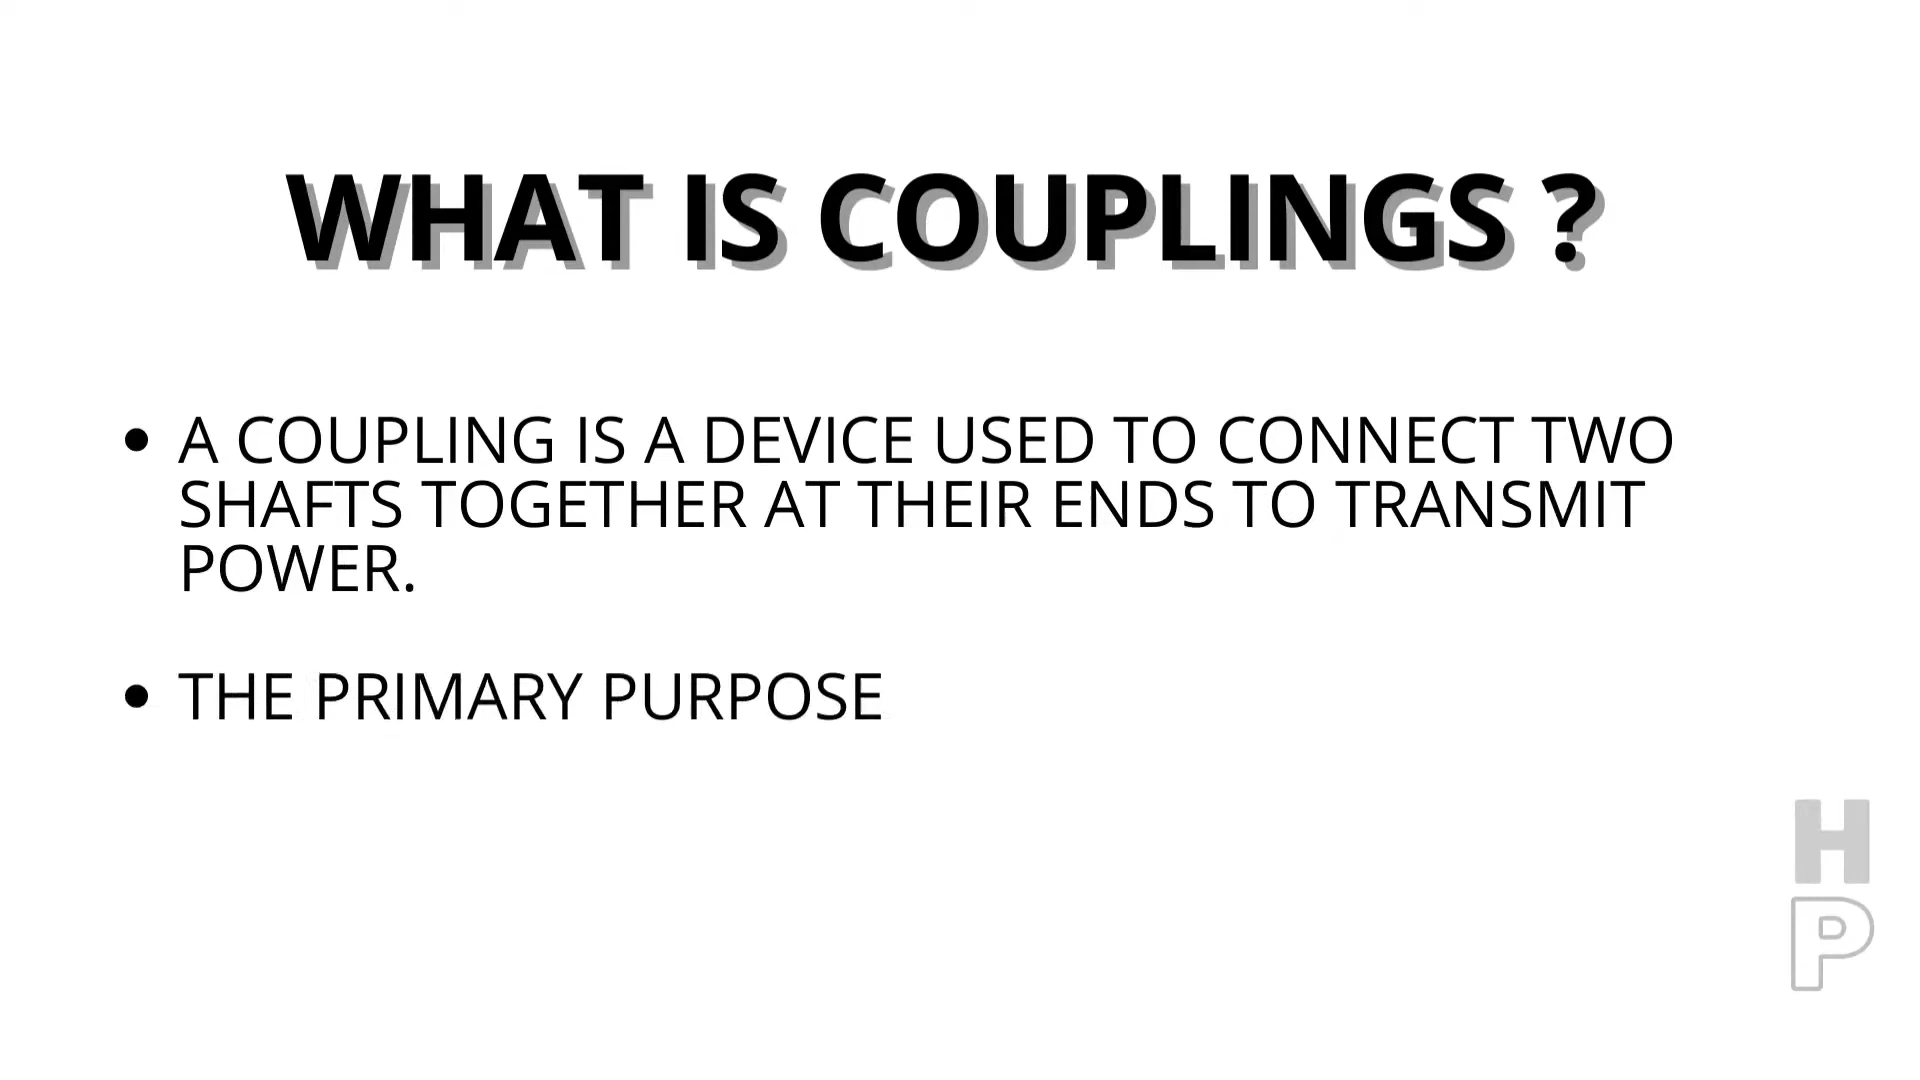 WHAT IS COUPLINGS ?
• A COUPLING IS A DEVICE USED TO CONNECT TWO
SHAFTS TOGETHER AT THEIR ENDS TO TRANSMIT
POWER.
• THE PRIMARY PURPOSE
H
P